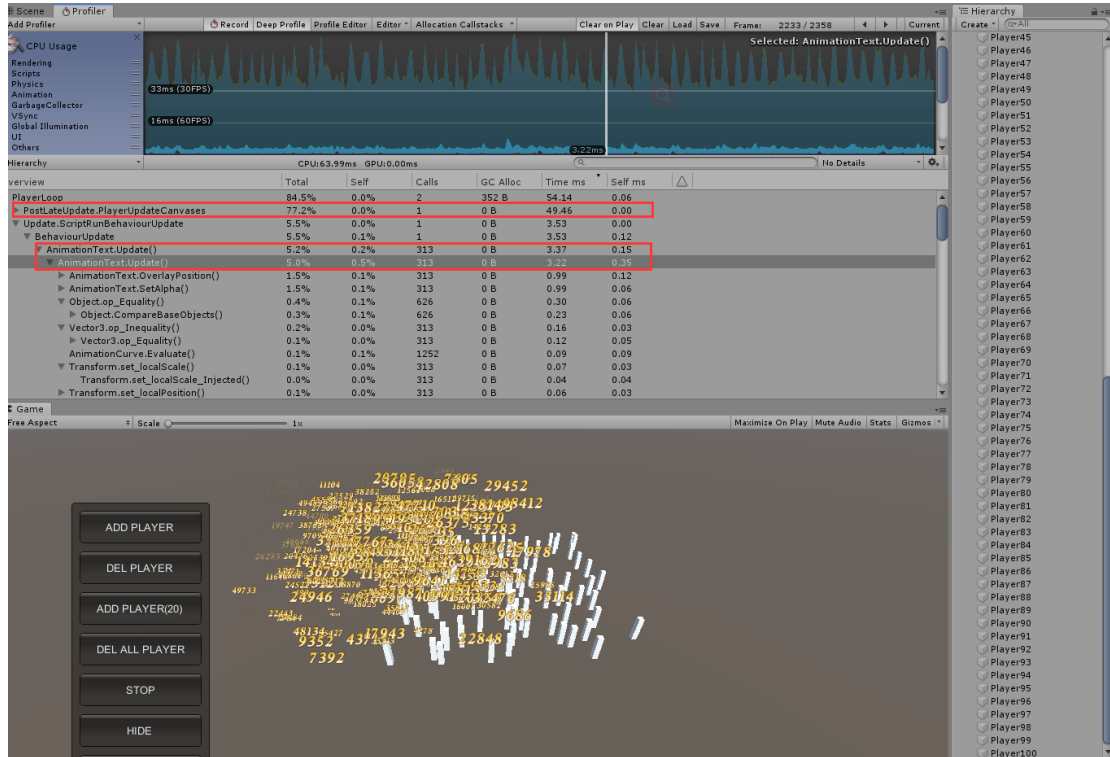 # Scene Profiler Hierarchy
Add Profiler Record Deep Profile Profile Editor Editor Allocation Callstacks Clear on Play Clear Load Save Frame: 2233 / 2358 Current Create All
CPU Usage Selected: AnimationText.Update()
Rendering
Scripts
Physics
Animation
GarbageCollector
VSync
Global Illumination
UI
Others
33ms (30FPS)
16ms (60FPS)
3.22ms
Hierarchy CPU:63.99ms GPU:0.00ms No Details
verview Total Self Calls GC Alloc Time ms Self ms
PlayerLoop 84.5% 0.0% 2 352 B 54.14 0.06
PostLateUpdate.PlayerUpdateCanvases 77.2% 0.0% 1 0 B 49.46 0.00
Update.ScriptRunBehaviourUpdate 5.5% 0.0% 1 0 B 3.53 0.00
BehaviourUpdate 5.5% 0.1% 1 0 B 3.53 0.12
AnimationText.Update() 5.2% 0.2% 313 0 B 3.37 0.15
AnimationText.Update() 5.0% 0.5% 313 0 B 3.22 0.35
AnimationText.OverlayPosition() 1.5% 0.1% 313 0 B 0.99 0.12
AnimationText.SetAlpha() 1.5% 0.1% 313 0 B 0.99 0.06
Object.op_Equality() 0.4% 0.1% 626 0 B 0.30 0.06
Object.CompareBaseObjects() 0.3% 0.1% 626 0 B 0.23 0.06
Vector3.op_Inequality() 0.2% 0.0% 313 0 B 0.16 0.03
Vector3.op_Equality() 0.1% 0.0% 313 0 B 0.12 0.05
AnimationCurve.Evaluate() 0.1% 0.1% 1252 0 B 0.09 0.09
Transform.set_localScale() 0.1% 0.0% 313 0 B 0.07 0.03
Transform.set_localScale_Injected() 0.0% 0.0% 313 0 B 0.04 0.04
Transform.set_localPosition() 0.1% 0.0% 313 0 B 0.06 0.03
Game
Free Aspect Scale 1x Maximize On Play Mute Audio Stats Gizmos
ADD PLAYER
DEL PLAYER
ADD PLAYER(20)
DEL ALL PLAYER
STOP
HIDE
11104
29452
24738
13283
49733
24946
33114
9686
9352
17943
22848
7392
Player45
Player46
Player47
Player48
Player49
Player50
Player51
Player52
Player53
Player54
Player55
Player56
Player57
Player58
Player59
Player60
Player61
Player62
Player63
Player64
Player65
Player66
Player67
Player68
Player69
Player70
Player71
Player72
Player73
Player74
Player75
Player76
Player77
Player78
Player79
Player80
Player81
Player82
Player83
Player84
Player85
Player86
Player87
Player88
Player89
Player90
Player91
Player92
Player93
Player94
Player95
Player96
Player97
Player98
Player99
Player100